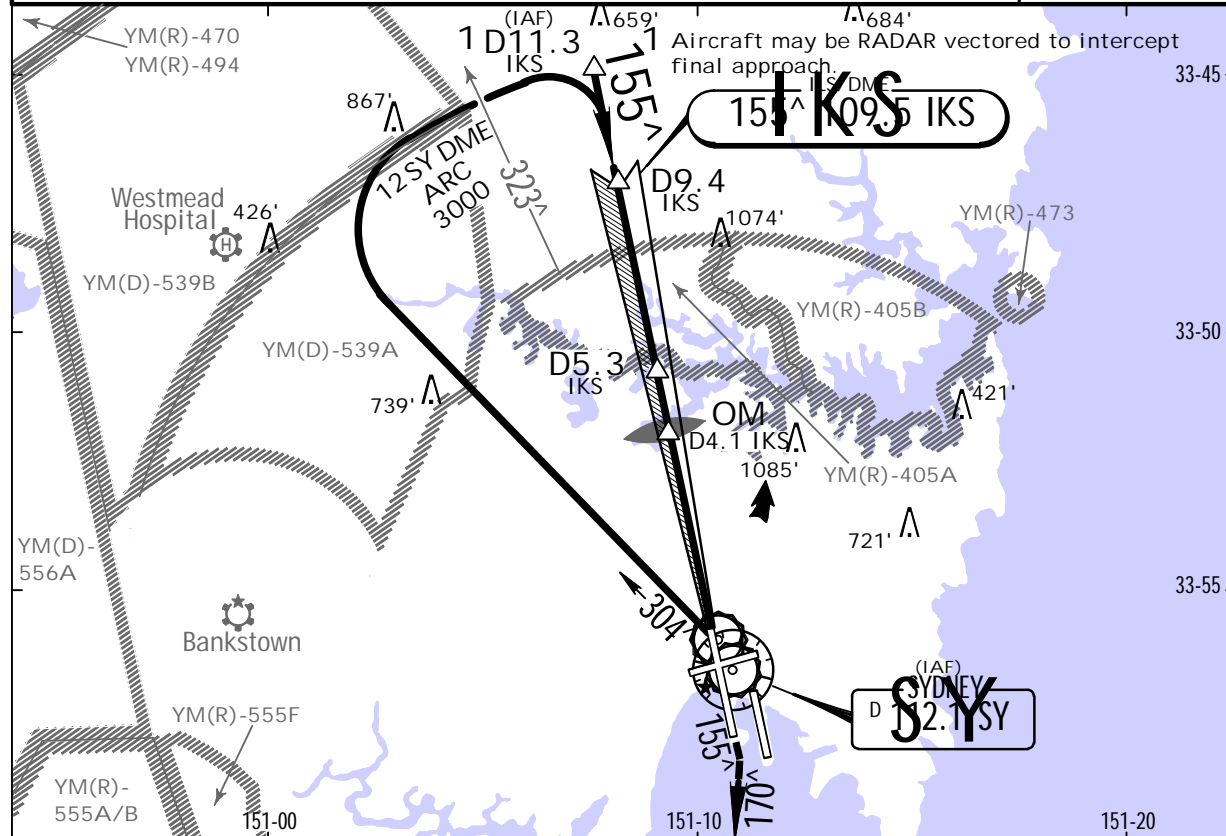 YM(R)-470
YM(R)-494
(IAF)
1 D11.3
IKS
659'
684'
1 Aircraft may be RADAR vectored to intercept
final approach.
33-45
155^
ILS DME
155^ 109.5 IKS
IKS
867'
12 SY DME
ARC
3000
323^
D9.4
IKS
Westmead
Hospital
H
426'
1074'
YM(R)-473
YM(D)-539B
YM(R)-405B
YM(D)-539A
33-50
D5.3
IKS
739'
421'
OM
D4.1 IKS
1085'
YM(R)-405A
721'
YM(D)-
556A
33-55
304^
Bankstown
(IAF)
SYDNEY
D 112.1 SY
SY
YM(R)-555F
155^
170^
YM(R)-
555A/B
151-00
151-10
151-20